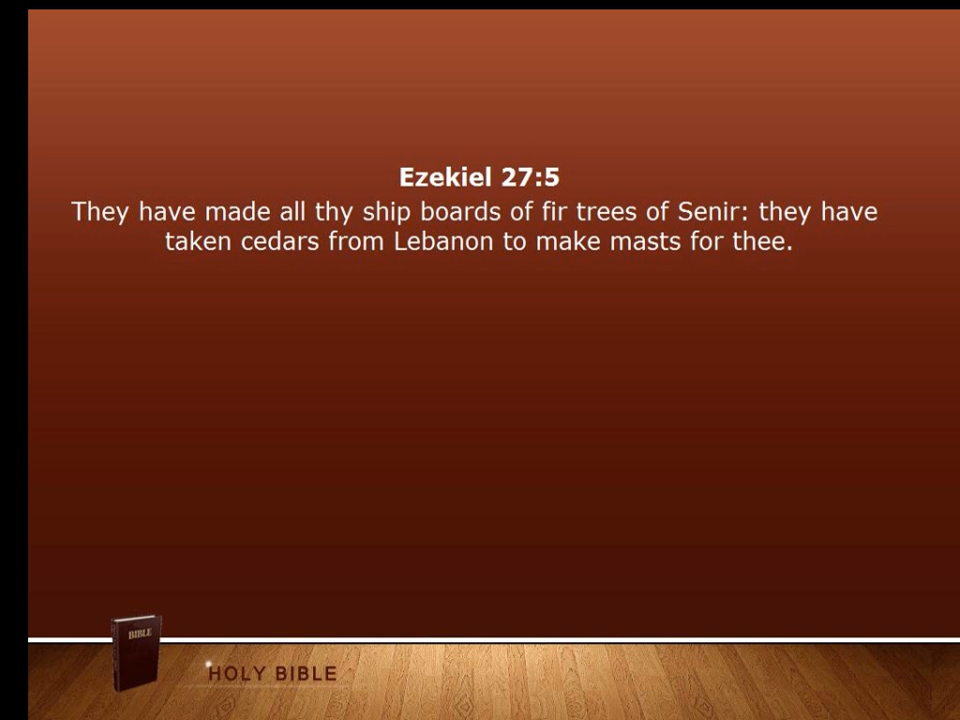 Ezekiel 27:5
They have made all thy ship boards of fir trees of Senir: they have
taken cedars from Lebanon to make masts for thee.
BIBLE
HOLY BIBLE